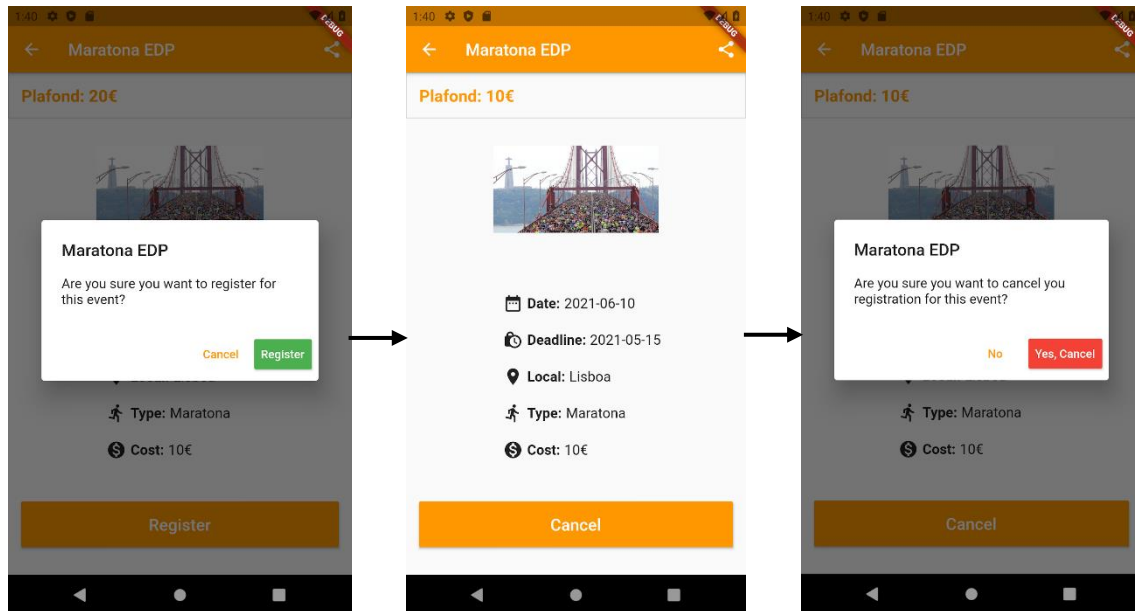 1:40
DEBUG
Maratona EDP
Plafond: 20€
Maratona EDP
Are you sure you want to register for
this event?
Cancel Register
Type: Maratona
Cost: 10€
Register
1:40
DEBUG
Maratona EDP
Plafond: 10€
Date: 2021-06-10
Deadline: 2021-05-15
Local: Lisboa
Type: Maratona
Cost: 10€
Cancel
1:40
DEBUG
Maratona EDP
Plafond: 10€
Maratona EDP
Are you sure you want to cancel you
registration for this event?
No Yes, Cancel
Type: Maratona
Cost: 10€
Cancel